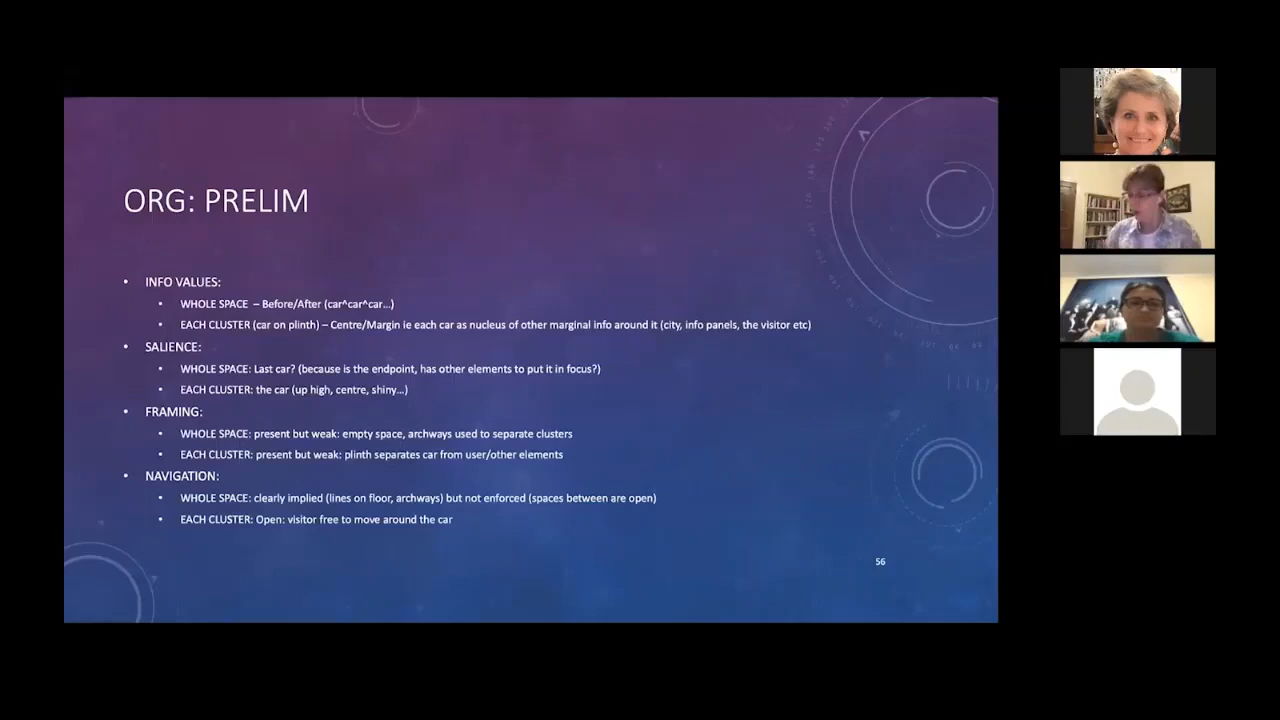 ORG: PRELIM
• INFO VALUES:
• WHOLE SPACE – Before/After (car^car^car...)
• EACH CLUSTER (car on plinth) – Centre/Margin ie each car as nucleus of other marginal info around it (city, info panels, the visitor etc)
• SALIENCE:
• WHOLE SPACE: Last car? (because is the endpoint, has other elements to put it in focus?)
• EACH CLUSTER: the car (up high, centre, shiny...)
• FRAMING:
• WHOLE SPACE: present but weak: empty space, archways used to separate clusters
• EACH CLUSTER: present but weak: plinth separates car from user/other elements
• NAVIGATION:
• WHOLE SPACE: clearly implied (lines on floor, archways) but not enforced (spaces between are open)
• EACH CLUSTER: Open: visitor free to move around the car
56